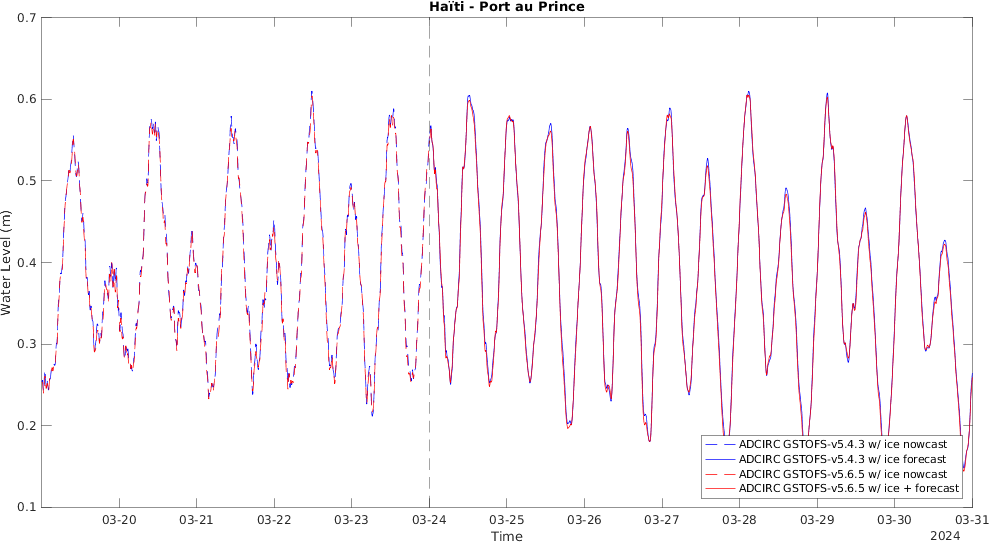 Haïti - Port au Prince
0.7
0.6
0.5
0.4
0.3
0.2
0.1
Water Level (m)
ADCIRC GSTOFS-v5.4.3 w/ ice nowcast
ADCIRC GSTOFS-v5.4.3 w/ ice forecast
ADCIRC GSTOFS-v5.6.5 w/ ice nowcast
ADCIRC GSTOFS-v5.6.5 w/ ice + forecast
03-20 03-21 03-22 03-23 03-24 03-25 03-26 03-27 03-28 03-29 03-30 03-31
Time
2024